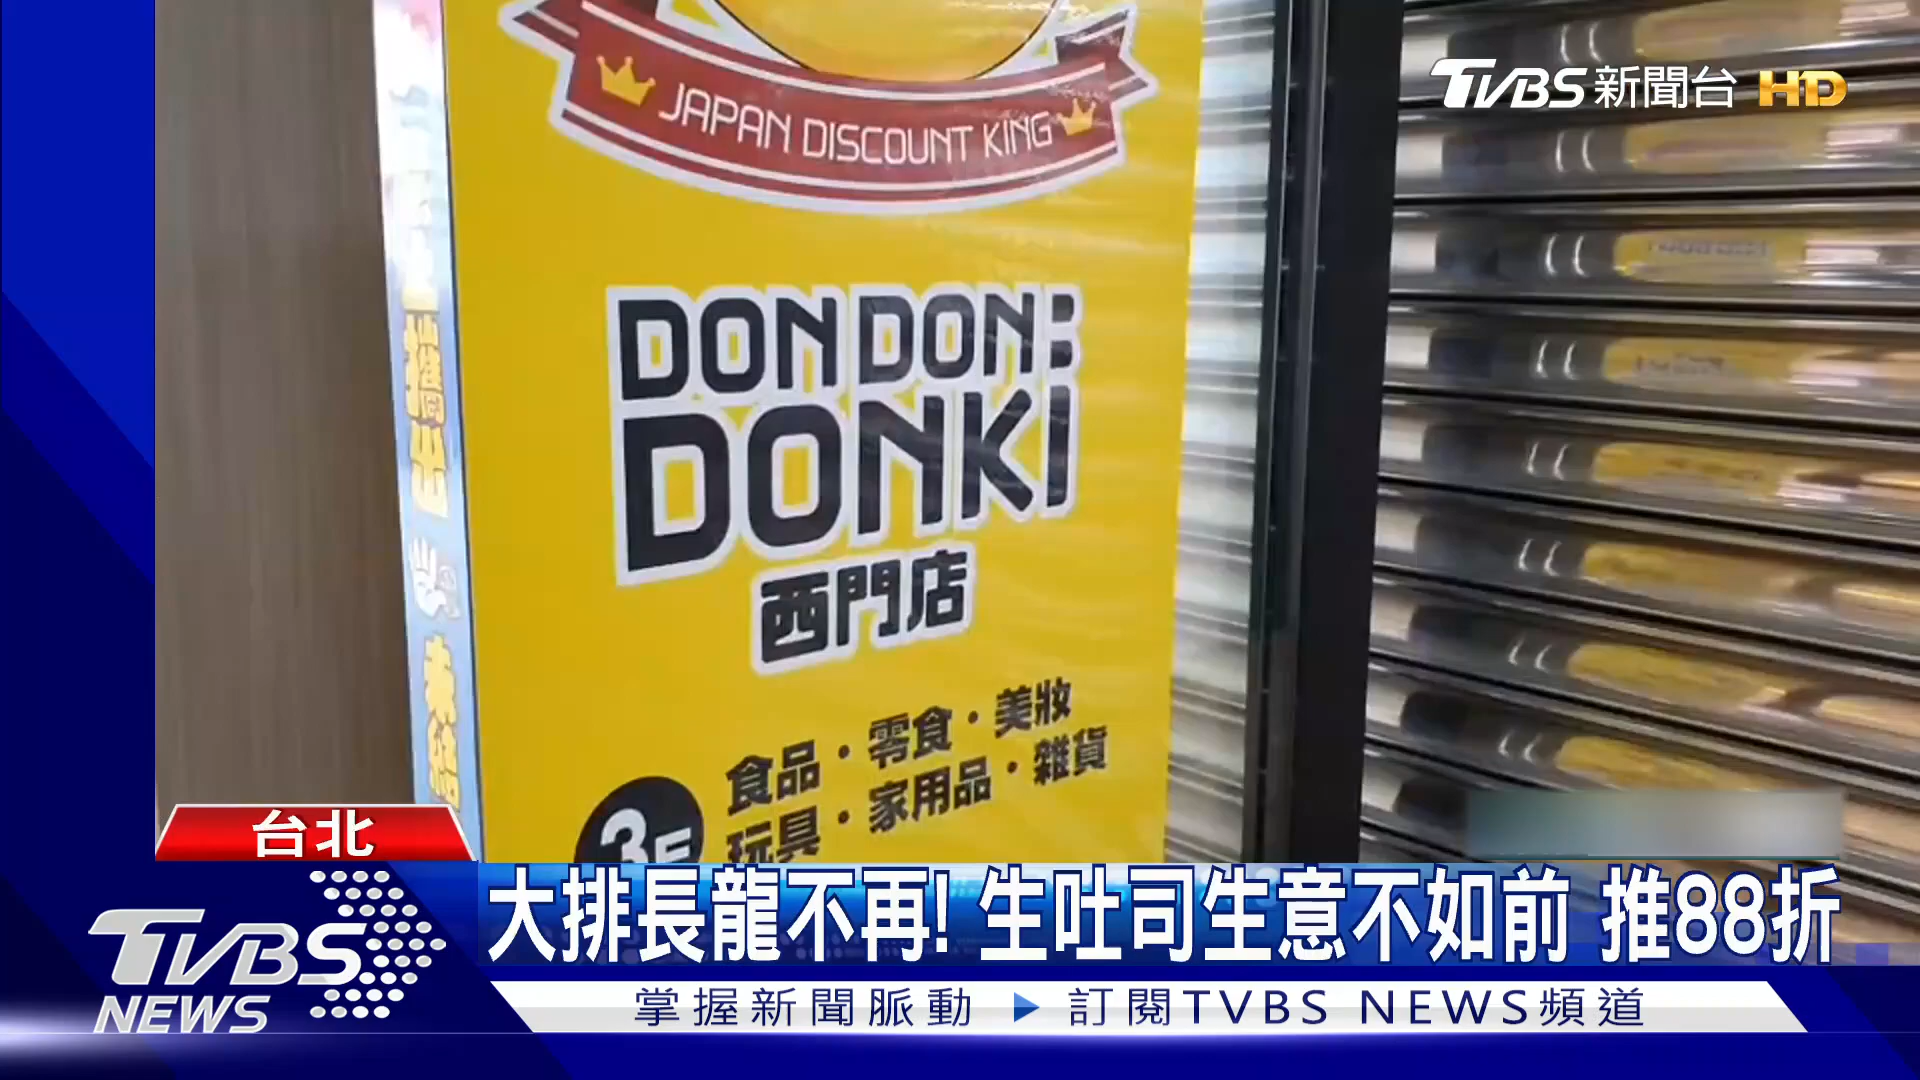 JAPAN DISCOUNT KING
TVBS新聞台 HD
DON DON:
DONKI
西門店
食品・零食・美妝
3F 玩具・家用品・雜貨
台北
大排長龍不再! 生吐司生意不如前 推88折
TVBS
NEWS
掌握新聞脈動 ▶ 訂閱TVBS NEWS頻道